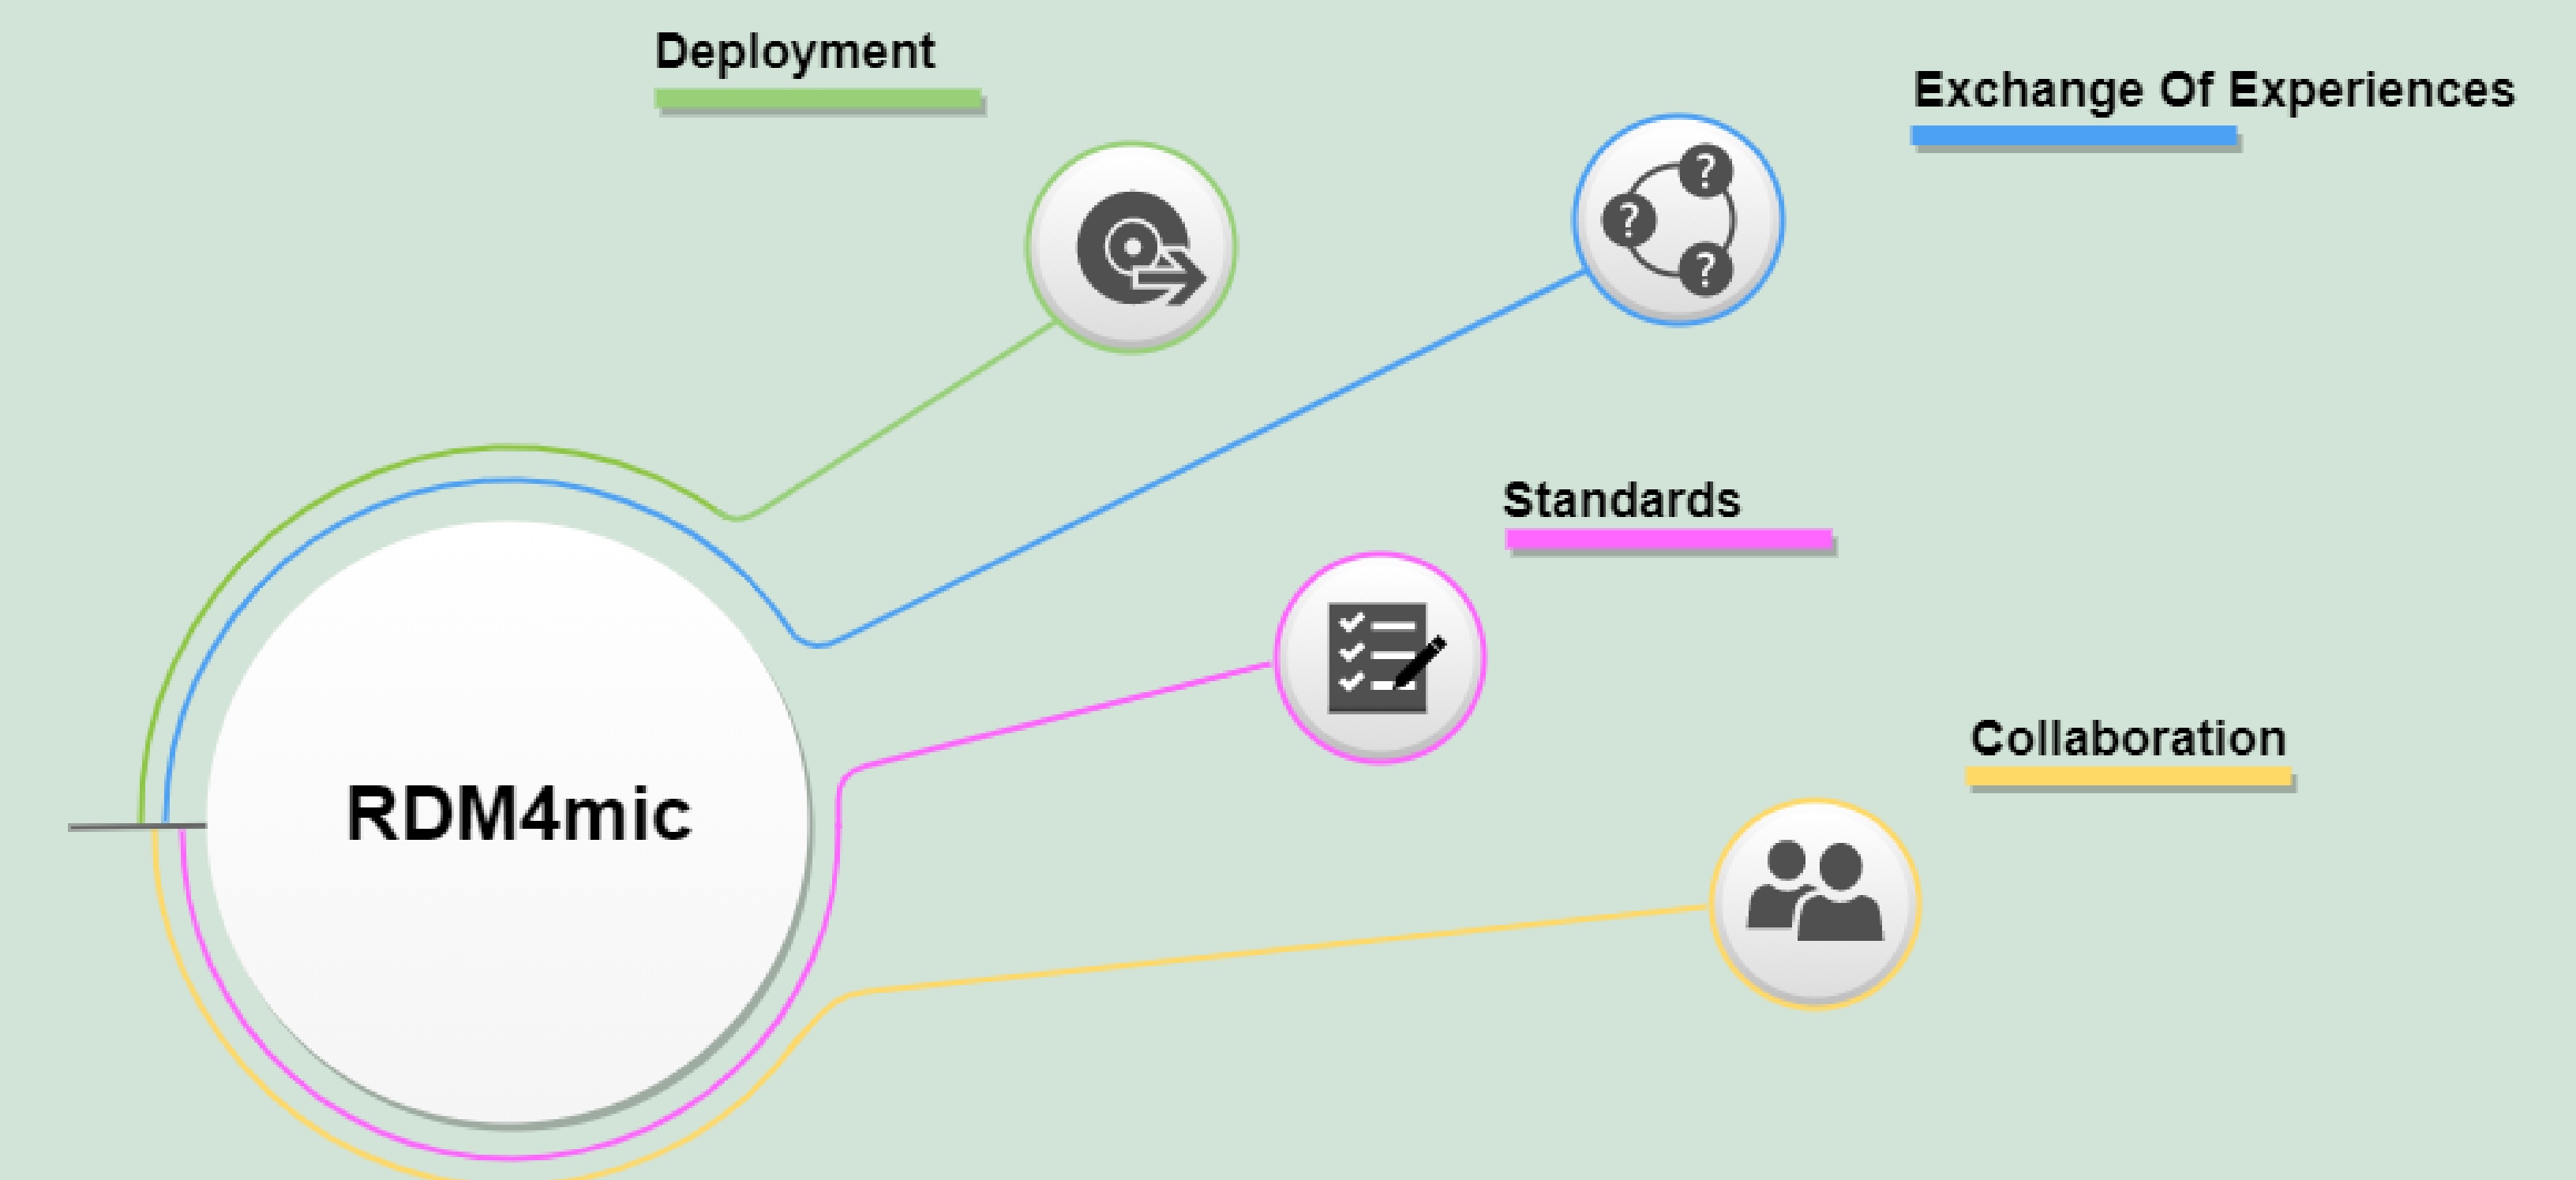 Deployment
Exchange Of Experiences
? ? ?
Standards
Collaboration
RDM4mic